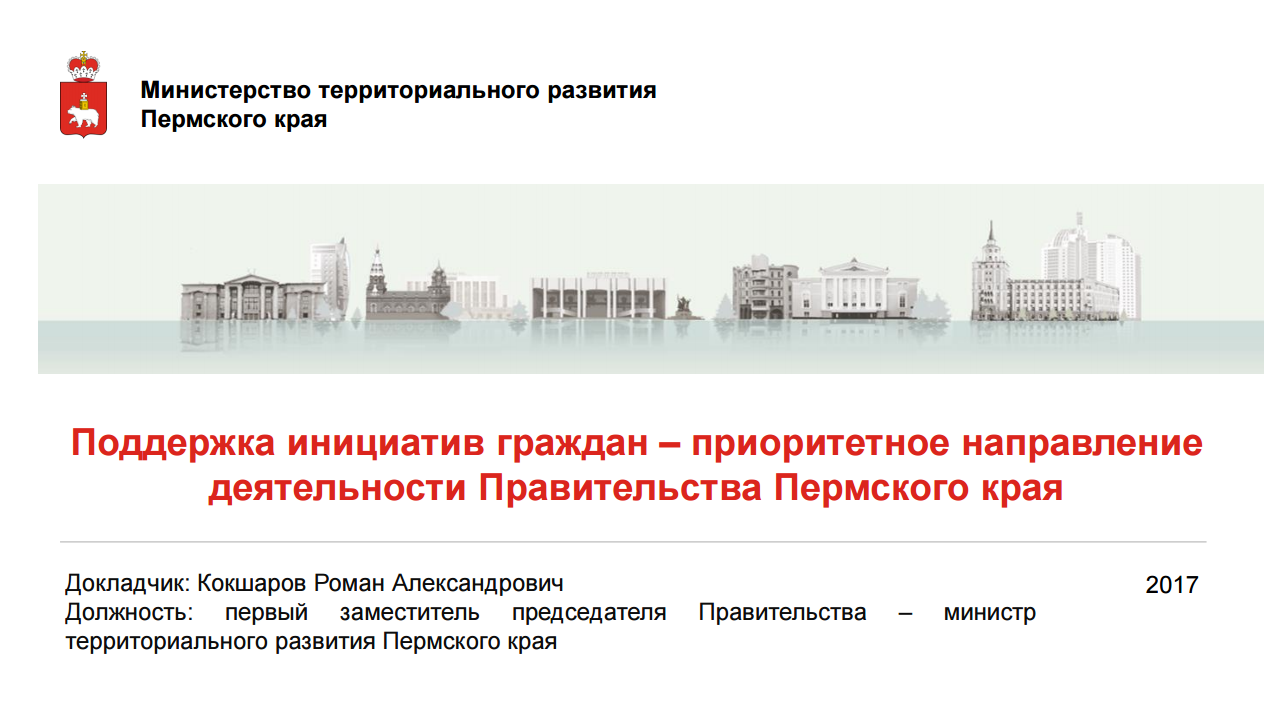 Министерство территориального развития
Пермского края
Поддержка инициатив граждан – приоритетное направление
деятельности Правительства Пермского края
Докладчик: Кокшаров Роман Александрович
2017
Должность: первый заместитель председателя Правительства – министр
территориального развития Пермского края